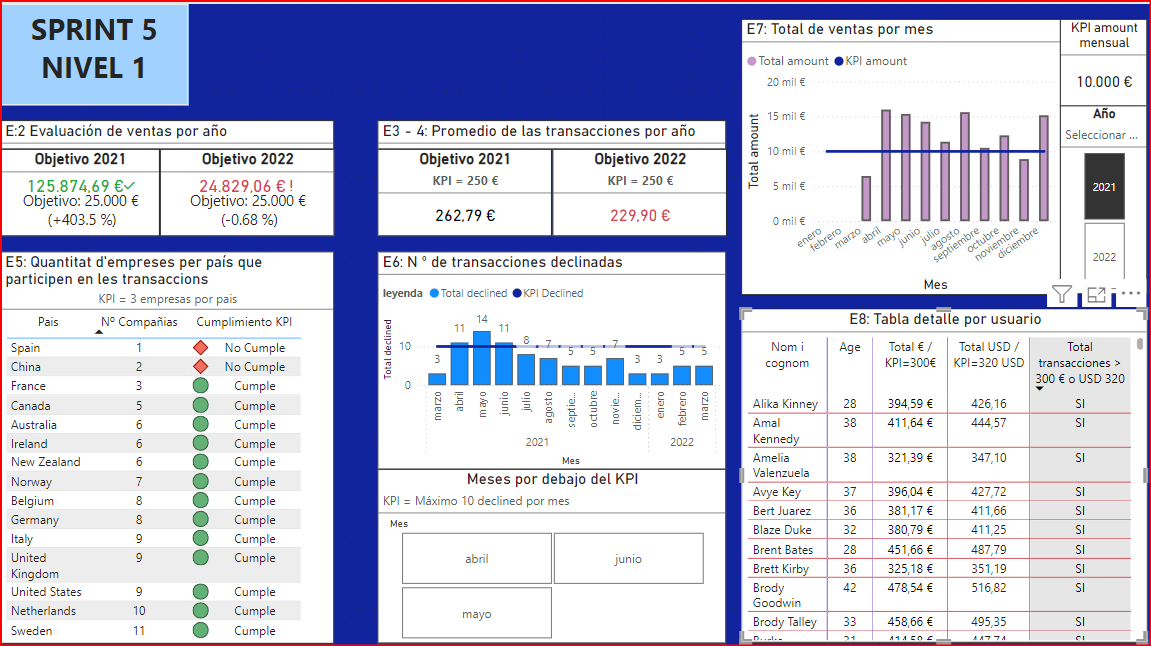 SPRINT 5
NIVEL 1
E:2 Evaluación de ventas por año
Objetivo 2021
125.874,69 €
Objetivo: 25.000 €
(+403.5 %)
Objetivo 2022
24.829,06 € !
Objetivo: 25.000 €
(-0.68 %)
E5: Quantitat d'empreses per país que
participen en les transaccions
KPI = 3 empresas por pais
Pais Nº Compañias Cumplimiento KPI
Spain 1 No Cumple
China 2 No Cumple
France 3 Cumple
Canada 5 Cumple
Australia 6 Cumple
Ireland 6 Cumple
New Zealand 6 Cumple
Norway 7 Cumple
Belgium 8 Cumple
Germany 8 Cumple
Italy 9 Cumple
United 9 Cumple
Kingdom
United States 9 Cumple
Netherlands 10 Cumple
Sweden 11 Cumple
E3 - 4: Promedio de las transacciones por año
Objetivo 2021
KPI = 250 €
262,79 €
Objetivo 2022
KPI = 250 €
229,90 €
E6: N º de transacciones declinadas
leyenda Total declined KPI Declined
Total declined
10
0
3 11 14 11 8 7 5 5 7 3 3 5 5
marzo abril mayo junio julio agosto septie... octubre novie... diciem... enero febrero marzo
2021 2022
Mes
Meses por debajo del KPI
KPI = Máximo 10 declined por mes
Mes
abril junio
mayo
E7: Total de ventas por mes
Total amount KPI amount
Total amount
20 mil €
15 mil €
10 mil €
5 mil €
0 mil €
enero febrero marzo abril mayo junio julio agosto septiembre octubre noviembre diciembre
Mes
KPI amount
mensual
10.000 €
Año
Seleccionar ...
2021
2022
E8: Tabla detalle por usuario
Nom i Age Total € / Total USD / Total
cognom KPI=300€ KPI=320 USD transacciones >
300 € o USD 320
Alika Kinney 28 394,59 € 426,16 SI
Amal 38 411,64 € 444,57 SI
Kennedy
Amelia 38 321,39 € 347,10 SI
Valenzuela
Avye Key 37 396,04 € 427,72 SI
Bert Juarez 36 381,17 € 411,66 SI
Blaze Duke 32 380,79 € 411,25 SI
Brent Bates 28 451,66 € 487,79 SI
Brett Kirby 36 325,18 € 351,19 SI
Brody 42 478,54 € 516,82 SI
Goodwin
Brody Talley 33 458,66 € 495,35 SI